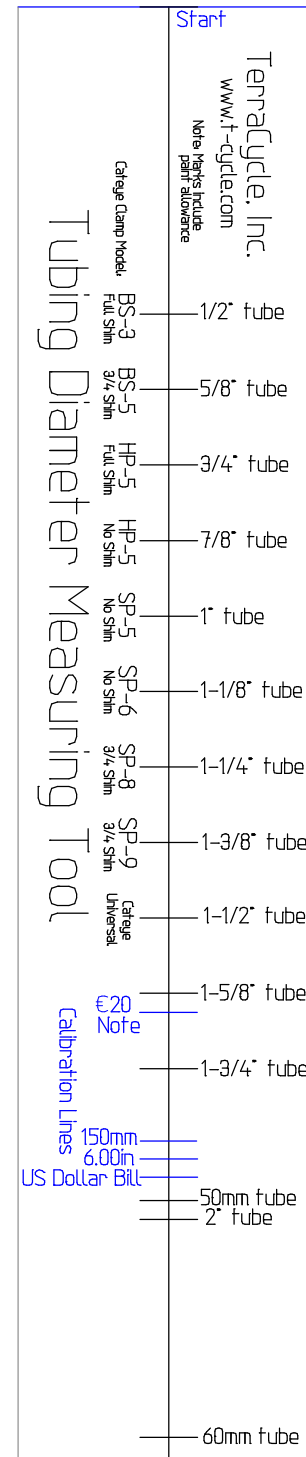 Start
TerraCycle, Inc.
www.t-cycle.com
Note: Marks include
paint allowance
Cateye Clamp Model:
Tubing Diameter Measuring Tool
BS-3
Full Shim
1/2" tube
BS-5
3/4 Shim
5/8" tube
HP-5
Full Shim
3/4" tube
HP-5
No Shim
7/8" tube
SP-5
No Shim
1" tube
SP-6
No Shim
1-1/8" tube
SP-8
3/4 Shim
1-1/4" tube
SP-9
3/4 Shim
1-3/8" tube
Cateye
Universal
1-1/2" tube
1-5/8" tube
€20
Note
Calibration Lines
1-3/4" tube
150mm
6.00in
US Dollar Bill
50mm tube
2" tube
60mm tube